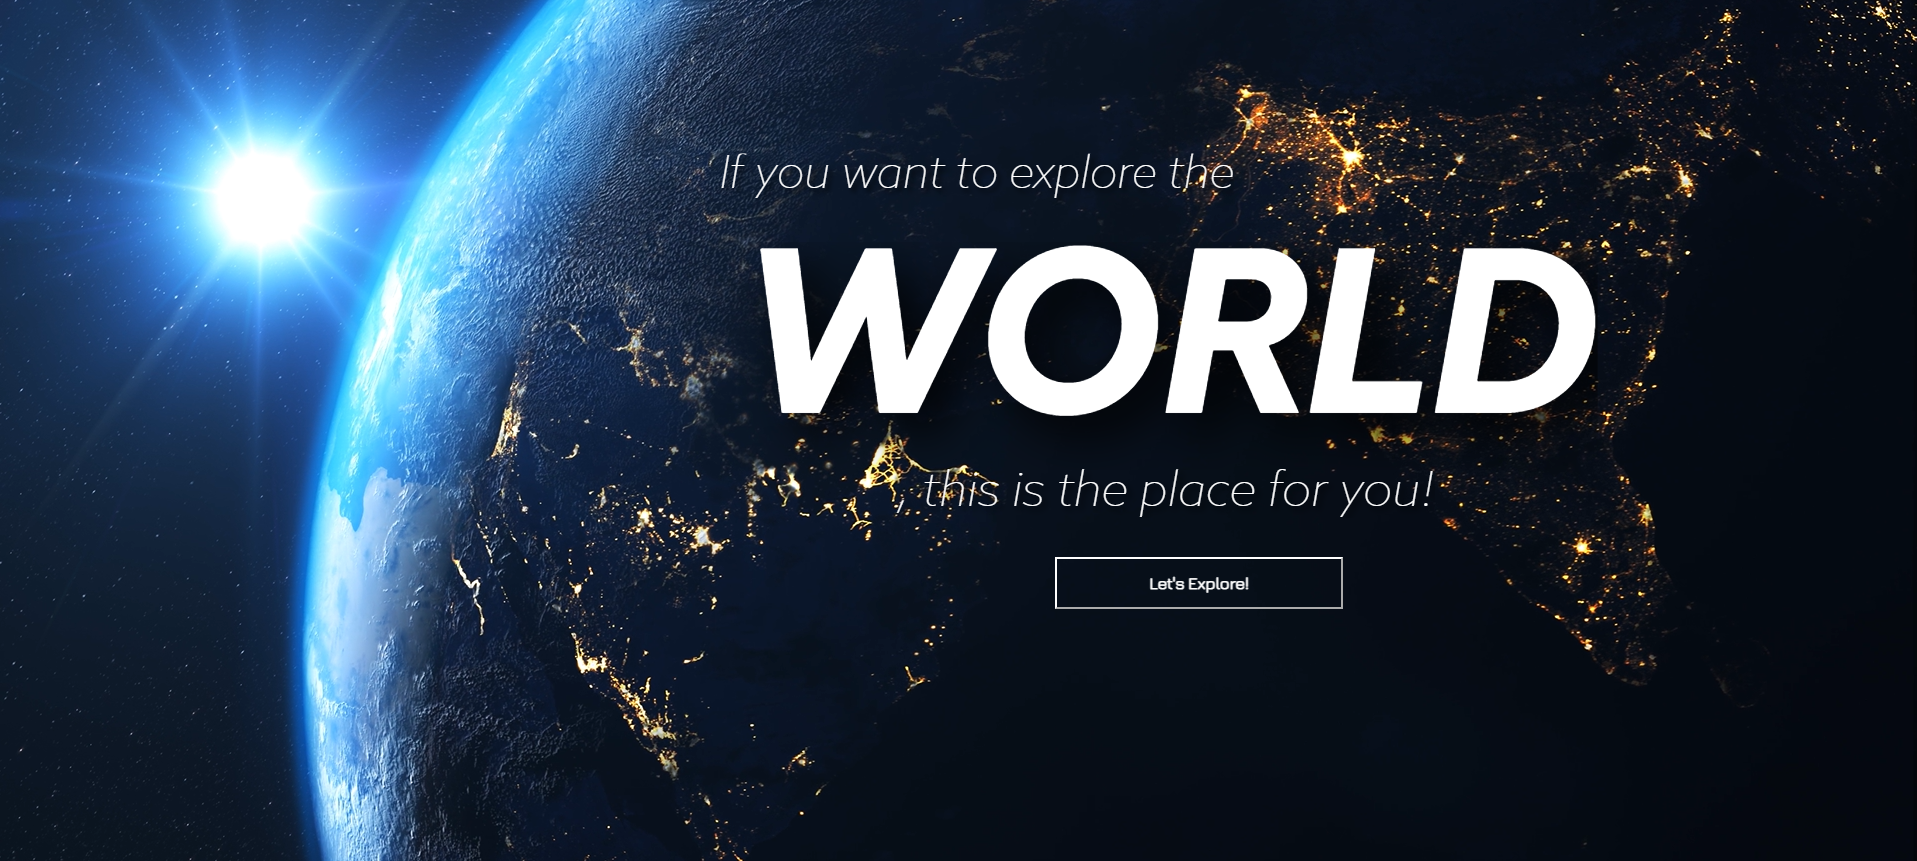 If you want to explore the
WORLD
, this is the place for you!
Let's Explore!